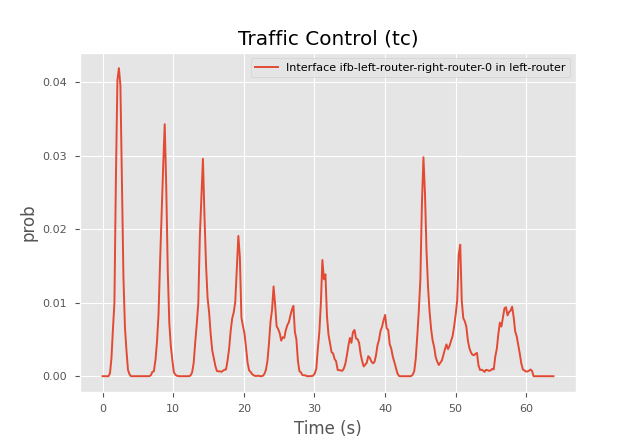 Traffic Control (tc)
Interface ifb-left-router-right-router-0 in left-router
prob
0.04
0.03
0.02
0.01
0.00
0 10 20 30 40 50 60
Time (s)